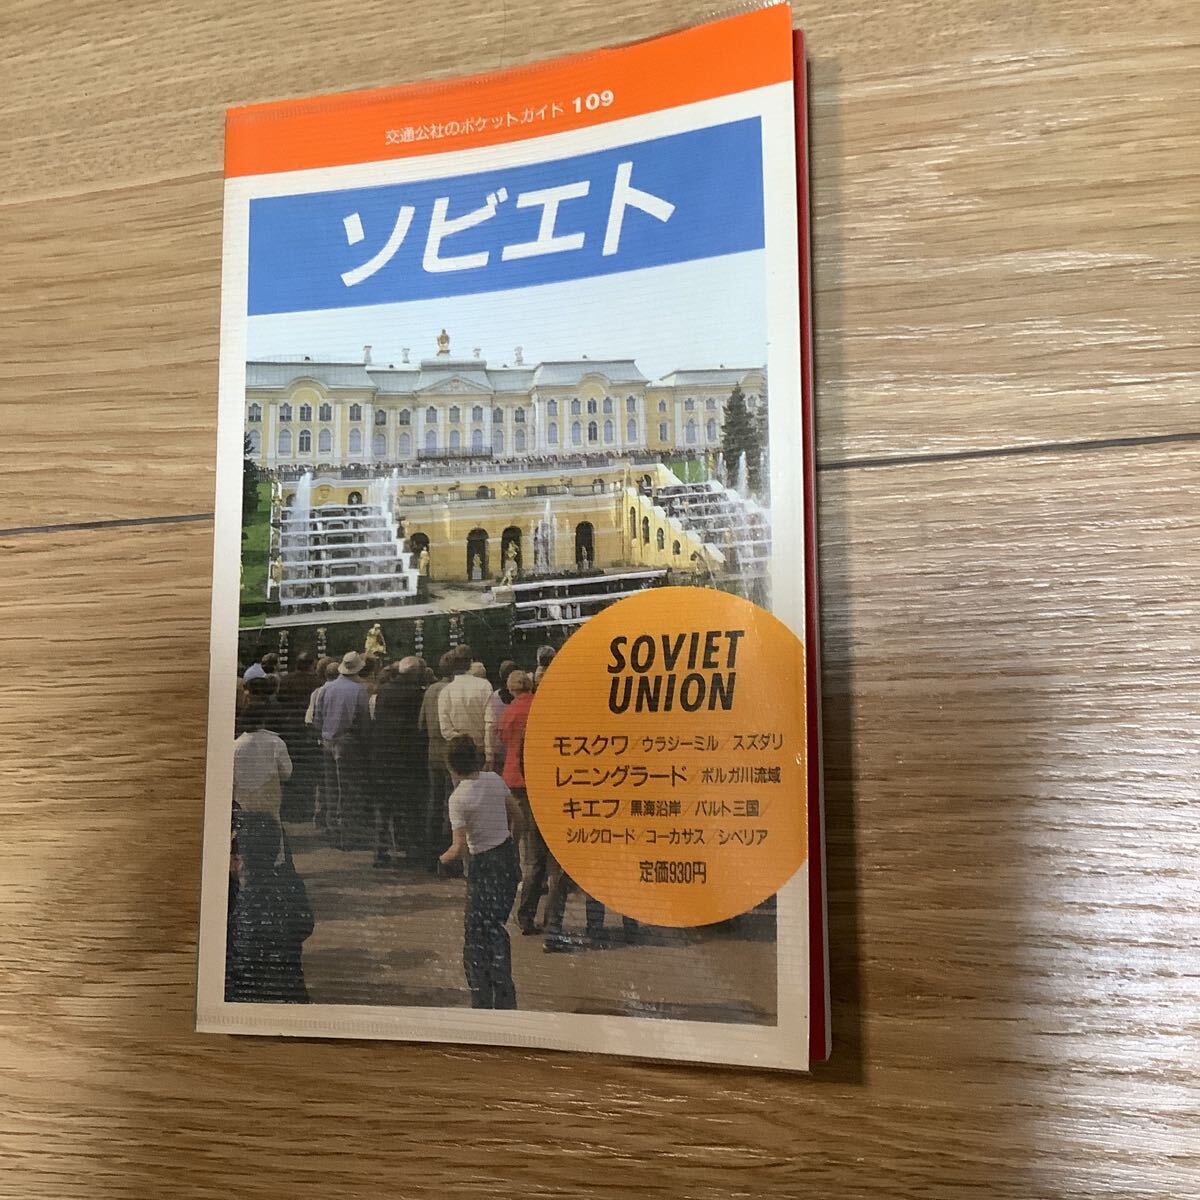 交通公社のポケットガイド 109
ソビエト
SOVIET
UNION
モスクワ/ウラジーミル/スズダリ
レニングラード/ボルガ川流域
キエフ/黒海沿岸/バルト三国/
シルクロード/コーカサス/シベリア
定価930円